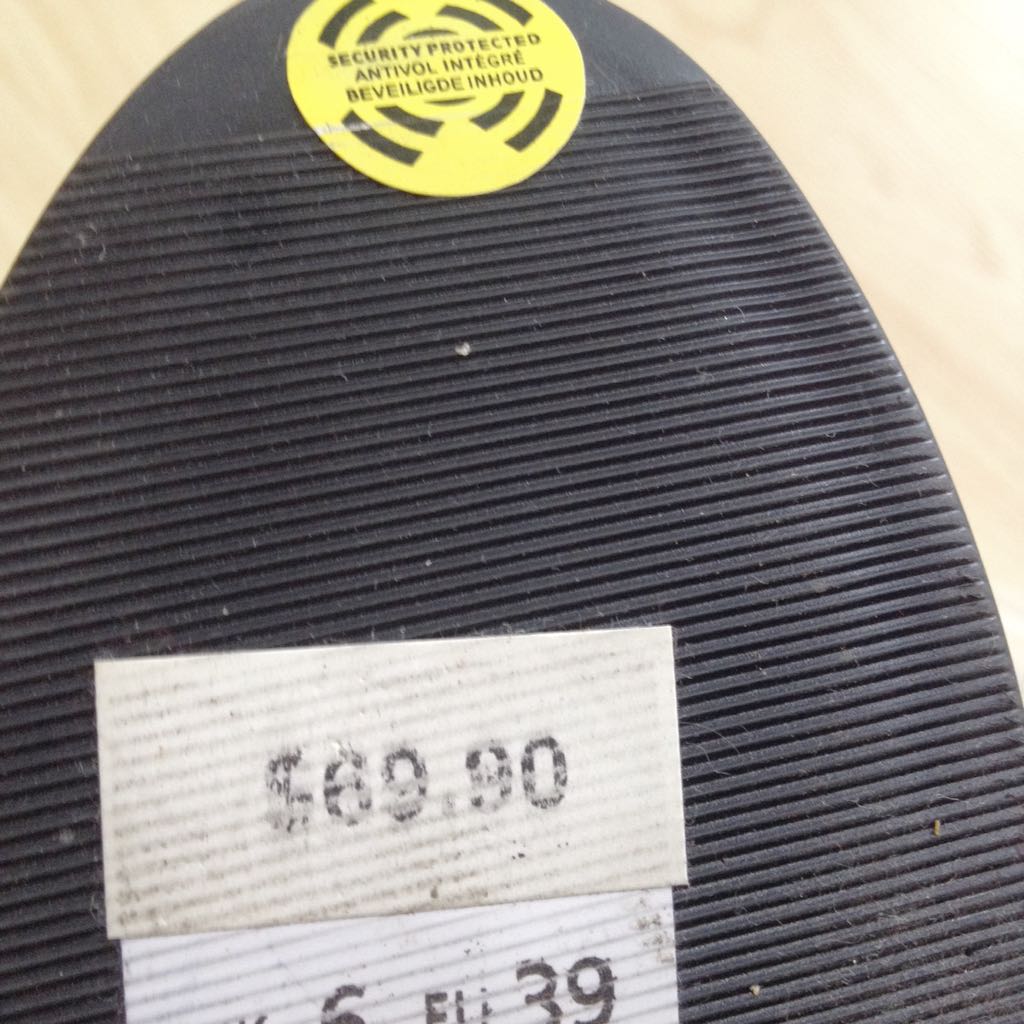 SECURITY PROTECTED
ANTIVOL INTÉGRÉ
BEVEILIGDE INHOUD
£69.90
6 EU 39